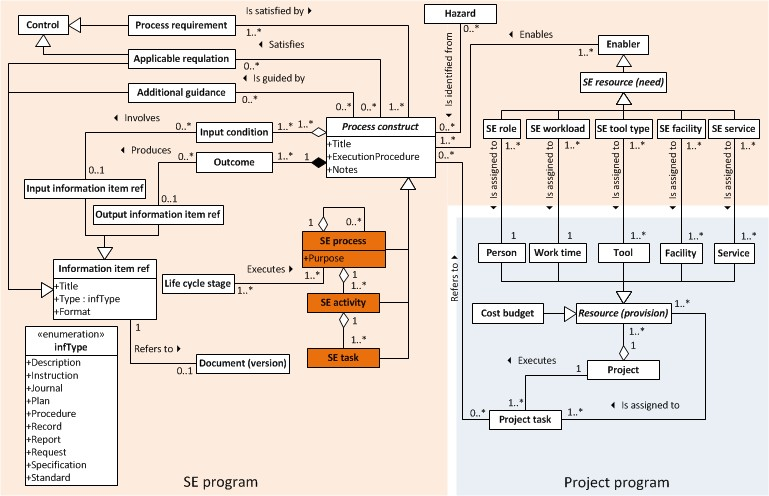 Control
Process requirement
Is satisfied by
1..*
Satisfies
Applicable requlation
0..*
Is guided by
Additional guidance
0..*
0..*
0..*
1..*
Hazard
0..*
Is identified from
0..*
Enables
1..*
1..*
Enabler
SE resource (need)
SE role
SE workload
SE tool type
SE facility
SE service
1..*
1..*
1..*
1..*
1..*
Is assigned to
Is assigned to
Is assigned to
Is assigned to
Is assigned to
Involves
0..*
Input condition
1..*
1..*
Produces
0..*
Outcome
1..*
1
Process construct
+Title
+ExecutionProcedure
+Notes
0..*
0..1
Input information item ref
0..1
Output information item ref
Information item ref
+Title
+Type : infType
+Format
1
Refers to
0..1
Document (version)
Life cycle stage
1..*
Executes
1..*
1
0..*
SE process
+Purpose
1
1..*
SE activity
1
1..*
SE task
«enumeration»
infType
+Description
+Instruction
+Journal
+Plan
+Procedure
+Record
+Report
+Request
+Specification
+Standard
SE program
1
1
1..*
1..*
1..*
Person
Work time
Tool
Facility
Service
Refers to
Cost budget
Resource (provision)
1..*
1..*
1
Project
Executes
1
1..*
0..*
Project task
1..*
Is assigned to
Project program